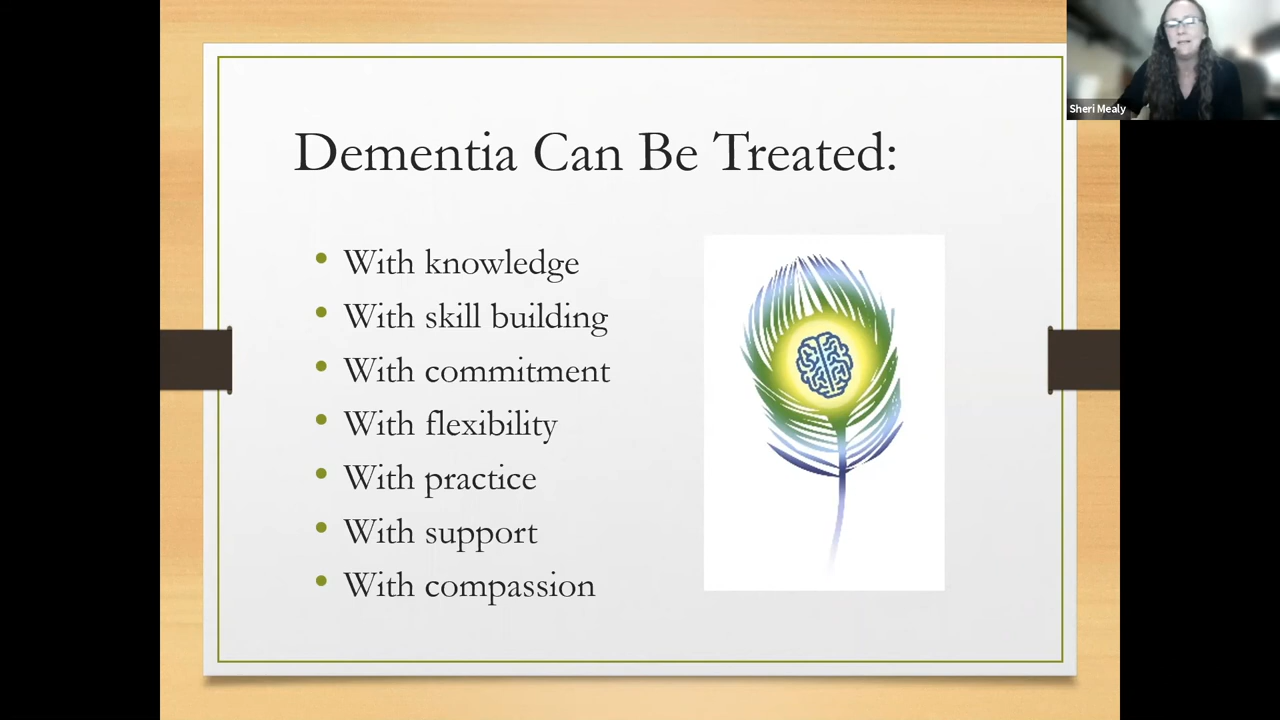 Sheri Mealy
Dementia Can Be Treated:
• With knowledge
• With skill building
• With commitment
• With flexibility
• With practice
• With support
• With compassion